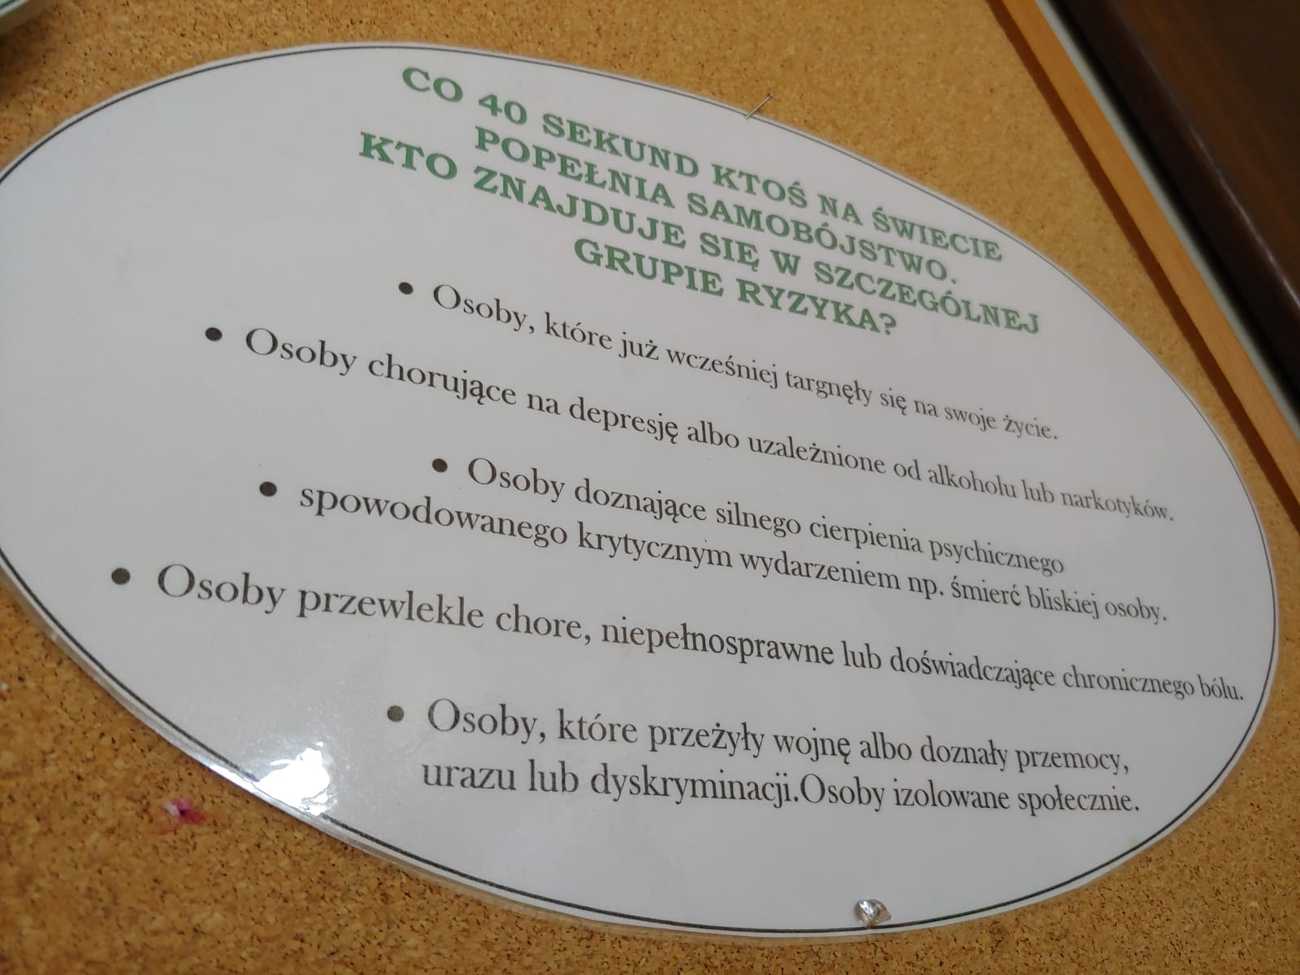 CO 40 SEKUND KTOŚ NA ŚWIECIE
POPEŁNIA SAMOBÓJSTWO.
KTO ZNAJDUJE SIĘ W SZCZEGÓLNEJ
GRUPIE RYZYKA?
• Osoby, które już wcześniej targnęły się na swoje życie.
• Osoby chorujące na depresję albo uzależnione od alkoholu lub narkotyków.
• Osoby doznające silnego cierpienia psychicznego
• spowodowanego krytycznym wydarzeniem np. śmierć bliskiej osoby.
• Osoby przewlekle chore, niepełnosprawne lub doświadczające chronicznego bólu.
• Osoby, które przeżyły wojnę albo doznały przemocy,
urazu lub dyskryminacji.Osoby izolowane społecznie.